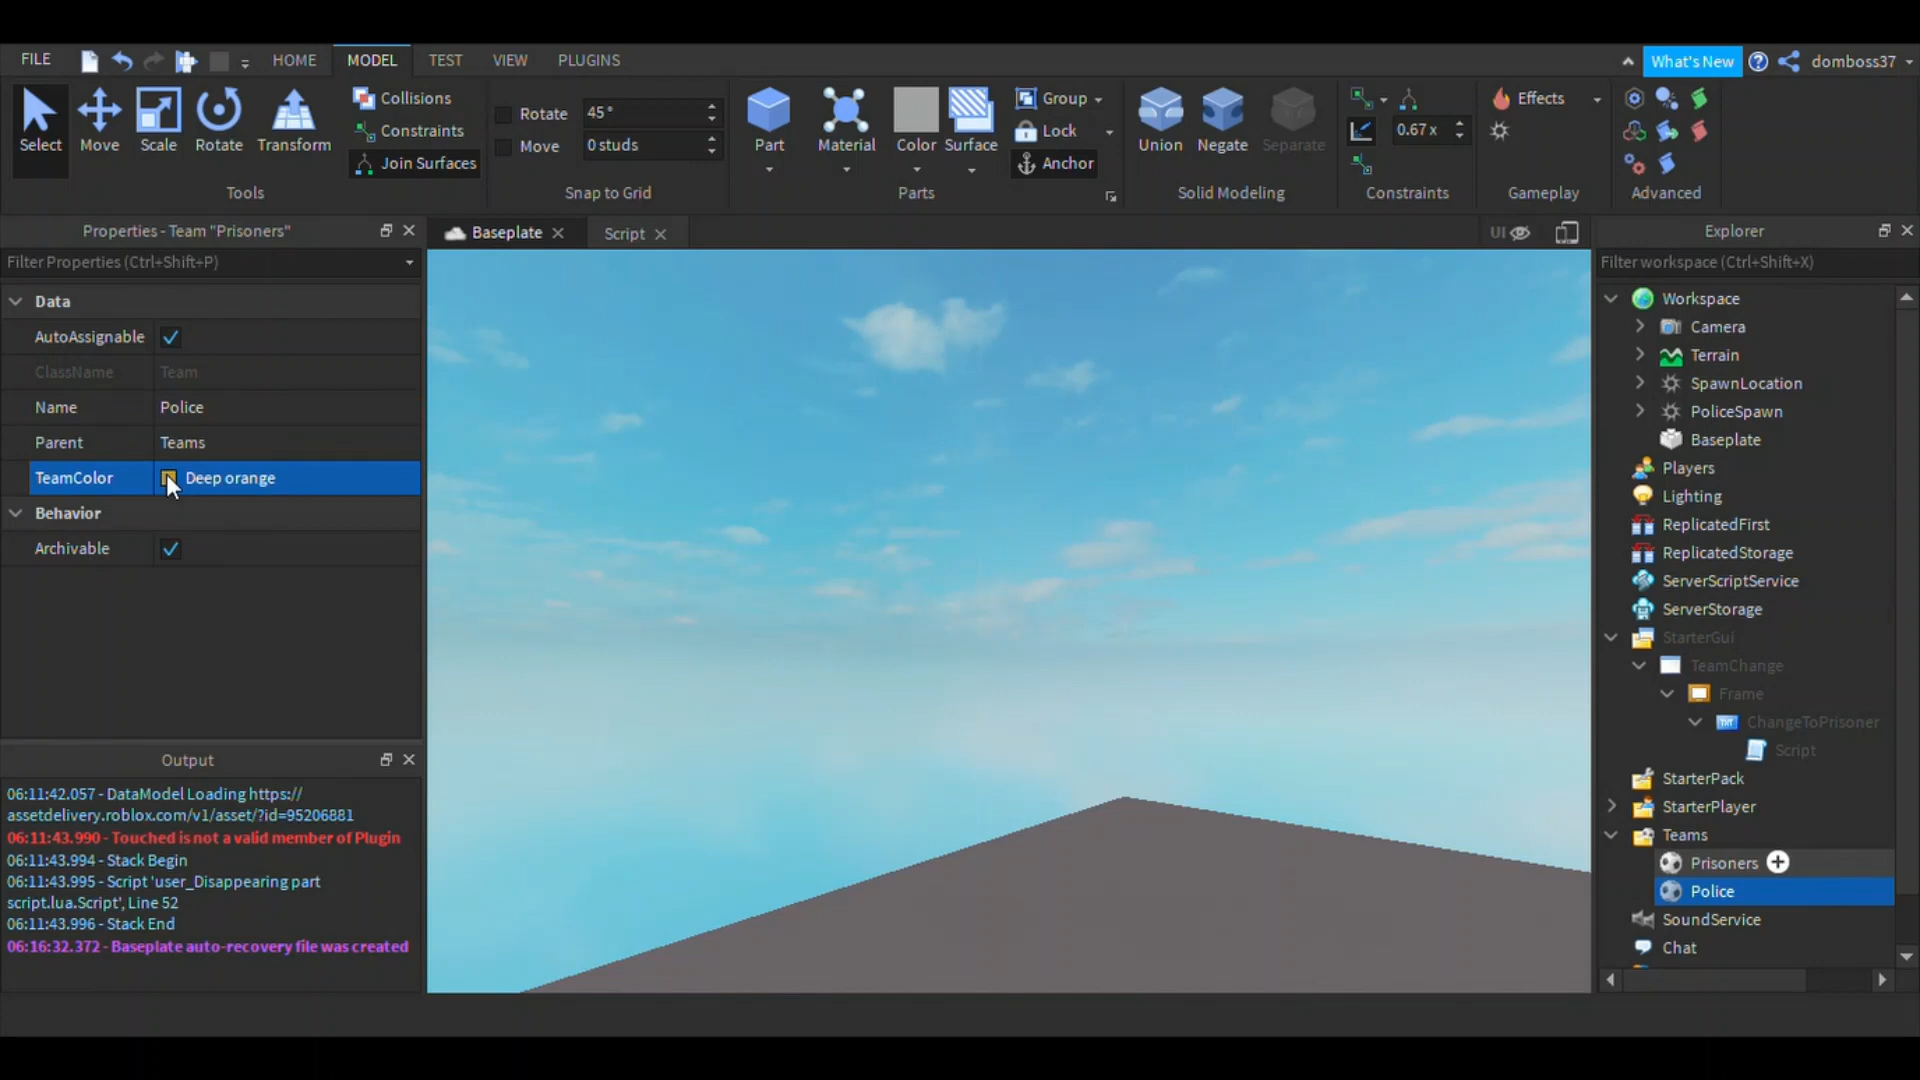 FILE
HOME
MODEL
TEST
VIEW
PLUGINS
What's New
domboss37
Select
Move
Scale
Rotate
Transform
Collisions
Constraints
Join Surfaces
Tools
Rotate
45°
Move
0 studs
Snap to Grid
Part
Material
Color
Surface
Group
Lock
Anchor
Parts
Union
Negate
Separate
Solid Modeling
0.67 x
Constraints
Effects
Gameplay
Advanced
Properties - Team "Prisoners"
Filter Properties (Ctrl+Shift+P)
Data
AutoAssignable
ClassName
Team
Name
Police
Parent
Teams
TeamColor
Deep orange
Behavior
Archivable
Output
06:11:42.057 - DataModel Loading https://
assetdelivery.roblox.com/v1/asset/?id=95206881
06:11:43.990 - Touched is not a valid member of Plugin
06:11:43.994 - Stack Begin
06:11:43.995 - Script 'user_Disappearing part
script.lua.Script', Line 52
06:11:43.996 - Stack End
06:16:32.372 - Baseplate auto-recovery file was created
Baseplate
Script
UI
Explorer
Filter workspace (Ctrl+Shift+X)
Workspace
Camera
Terrain
SpawnLocation
PoliceSpawn
Baseplate
Players
Lighting
ReplicatedFirst
ReplicatedStorage
ServerScriptService
ServerStorage
StarterGui
TeamChange
Frame
TXT
ChangeToPrisoner
Script
StarterPack
StarterPlayer
Teams
Prisoners
Police
SoundService
Chat